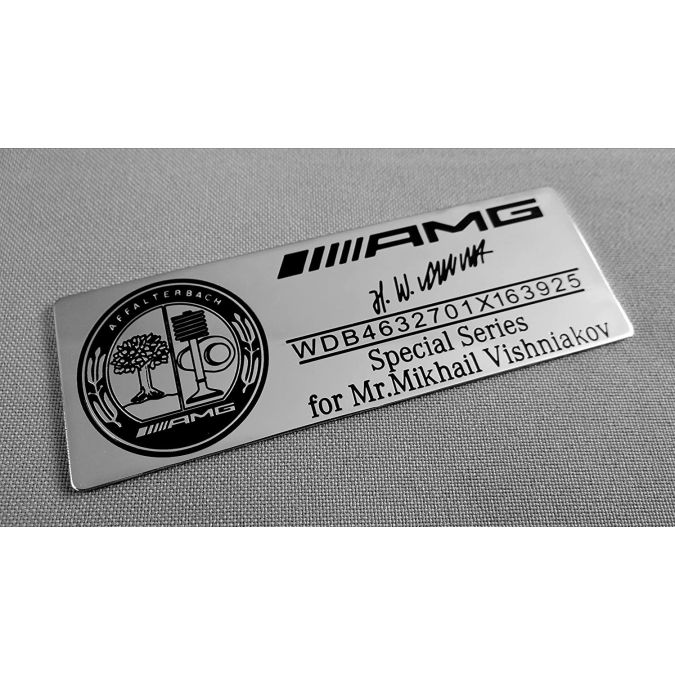 AFFALTERBACH
AMG
AMG
H. W.
WDB4632701X163925
Special Series
for Mr.Mikhail Vishniakov